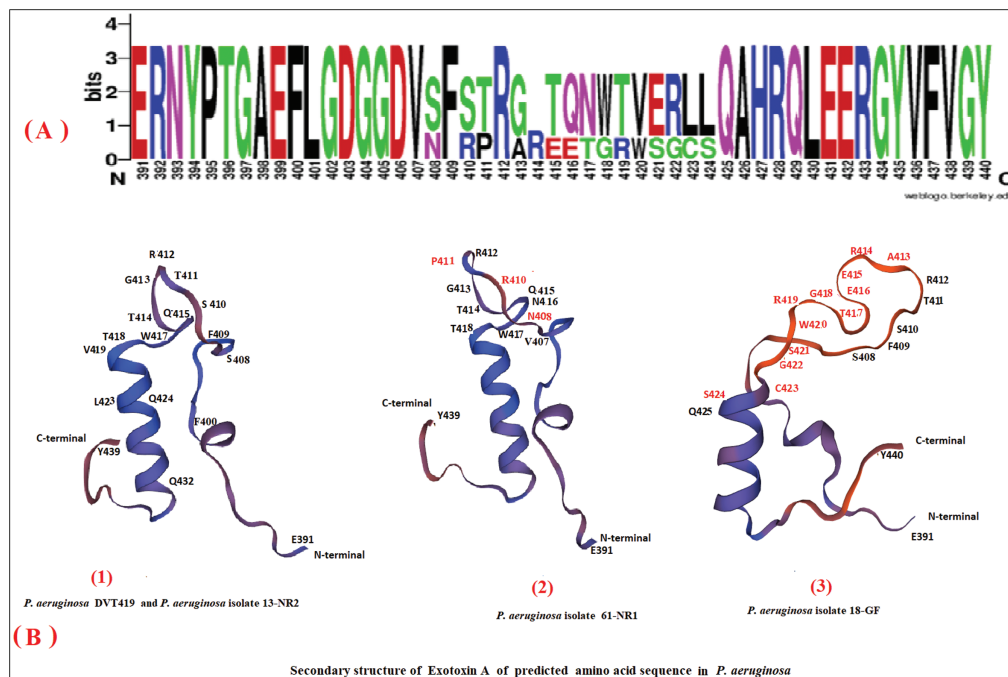 4
3
2
1
0
bits
(A)
ERNYPTGAEFLGDGGDVSFSTRG TQNWTVERLLQAHRQLEERGYVFVGY
N RP AREETGRWSGCS
N
391 392 393 394 395 396 397 398 399 400 401 402 403 404 405 406 407 408 409 410 411 412 413 414 415 416 417 418 419 420 421 422 423 424 425 426 427 428 429 430 431 432 433 434 435 436 437 438 439 440
weblogo.berkeley.ed
R 412
G413
T411
S 410
T414
Q 415
F409
T418
W417
S408
V419
L423
Q424
F400
C-terminal
Y439
Q432
E391
N-terminal
(1)
P. aeruginosa DVT419 and P. aeruginosa isolate 13-NR2
R412
P411
R410
G413
Q 415
N416
T414
N408
T418
W417
V407
C-terminal
Y439
N-terminal
E391
(2)
P. aeruginosa isolate 61-NR1
R414
A413
E415
R412
E416
G418
R419
T411
T417
W420
S410
F409
S421
S408
G422
C423
S424
Q425
C-terminal
Y440
N-terminal
E391
(3)
P. aeruginosa isolate 18-GF
(B)
Secondary structure of Exotoxin A of predicted amino acid sequence in P. aeruginosa